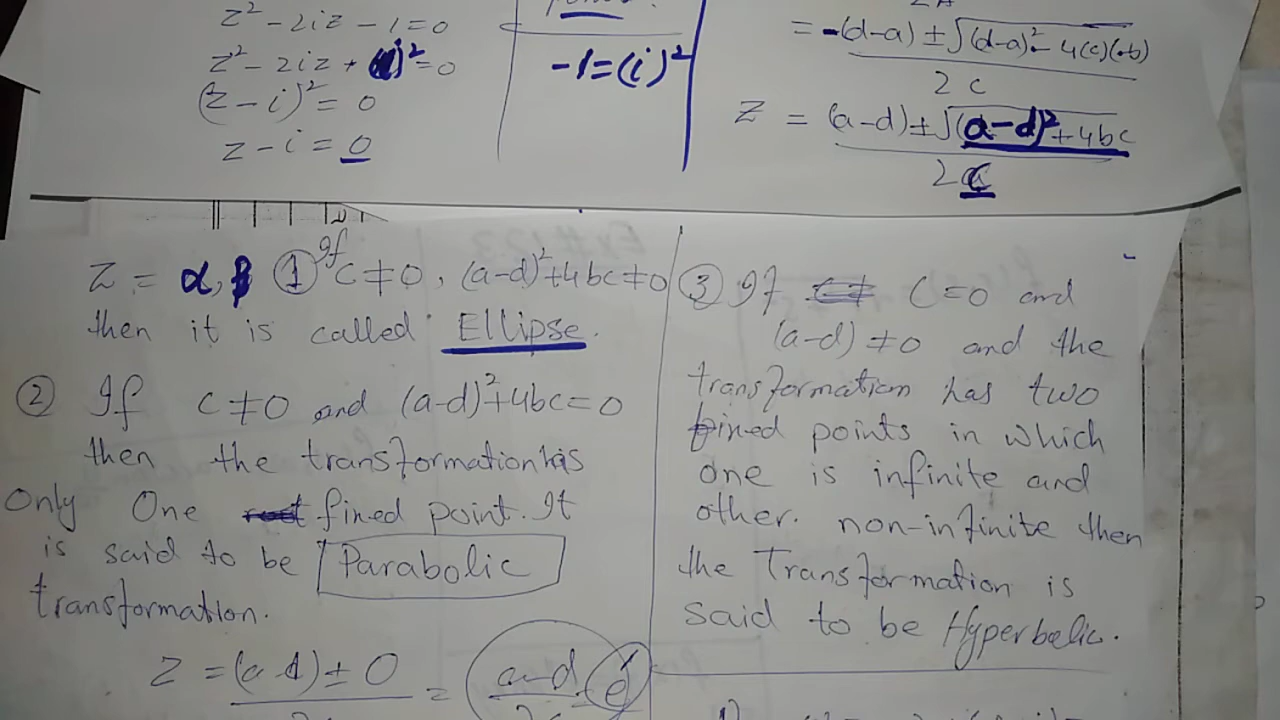 z² - 2iz - 1 = 0
z² - 2iz + (i)² = 0
(z - i)² = 0
z - i = 0
-1 = (i)²
= -(d-a) ± √(d-a)² - 4(c)(-b)
2c
z = (a-d) ± √(a-d)² + 4bc
2c
z = α, β ① If c ≠ 0, (a-d)² + 4bc ≠ 0
then it is called Ellipse.
② If c ≠ 0 and (a-d)² + 4bc = 0
then the transformation has
Only One fined point. It
is said to be Parabolic
transformation.
z = (a-d) ± 0 = a-d
③ If C = 0 and
(a-d) ≠ 0 and the
transformation has two
fined points in which
one is infinite and
other. non-infinite then
the Transformation is
said to be Hyperbolic.